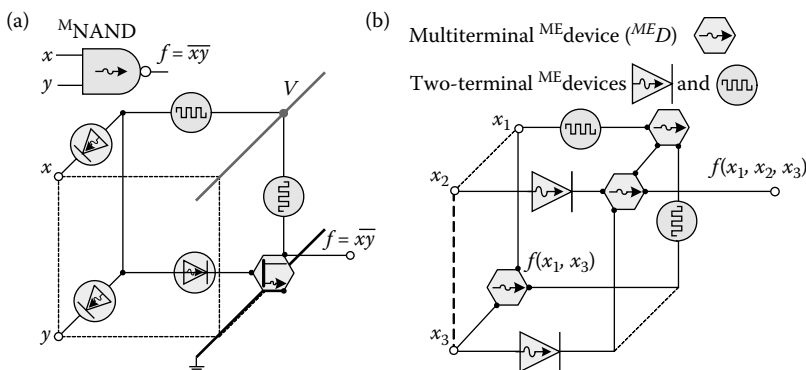 (a)
ᴹNAND
x
y
f = x̅y̅
V
x
f = x̅y̅
y
(b)
Multiterminal ᴹᴱdevice (ᴹᴱD)
Two-terminal ᴹᴱdevices and
x₁
x₂
f(x₁, x₂, x₃)
f(x₁, x₃)
x₃